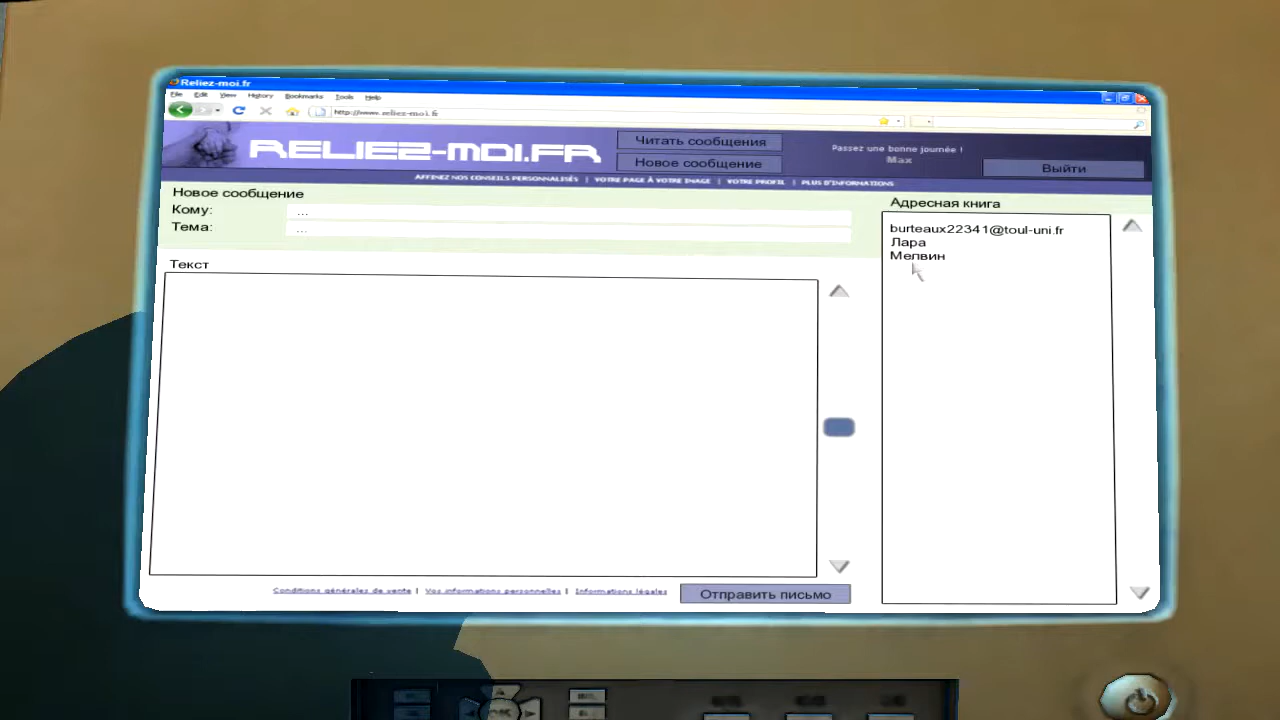 Reliez-moi.fr
File Edit View History Bookmarks Tools Help
http://www.reliez-moi.fr
RELIEZ-MOI.FR
Читать сообщения
Новое сообщение
Passez une bonne journée !
Max
Выйти
AFFINEZ NOS CONSEILS PERSONNALISÉS | VOTRE PAGE À VOTRE IMAGE | VOTRE PROFIL | PLUS D'INFORMATIONS
Новое сообщение
Кому: ...
Тема: ...
Текст
Адресная книга
burteaux22341@toul-uni.fr
Лара
Мелвин
Conditions générales de vente | Vos informations personnelles | Informations légales
Отправить письмо